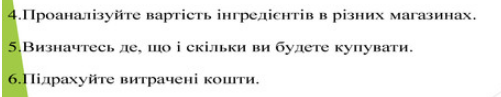 4.Проаналізуйте вартість інгредієнтів в різних магазинах.
5.Визначтесь де, що і скільки ви будете купувати.
6.Підрахуйте витрачені кошти.